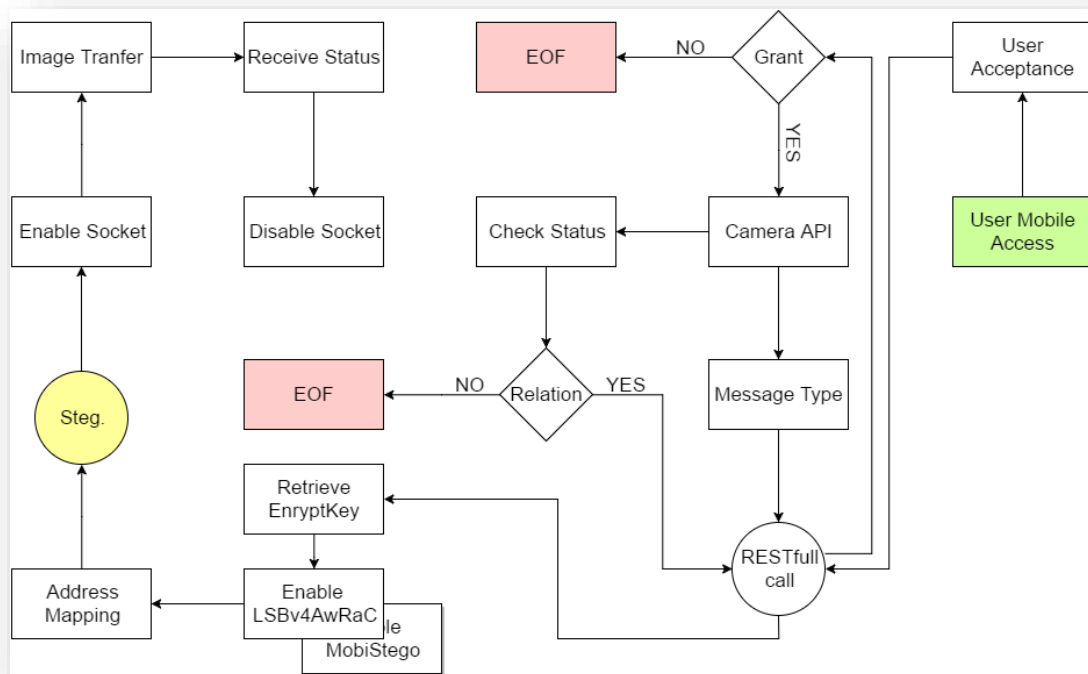 Image Tranfer
Receive Status
EOF
NO
Grant
User
Acceptance
YES
Enable Socket
Disable Socket
Check Status
Camera API
User Mobile
Access
EOF
NO
Relation
YES
Message Type
Steg.
Retrieve
EnryptKey
RESTfull
call
Address
Mapping
Enable
LSBv4AwRaC
MobiStego